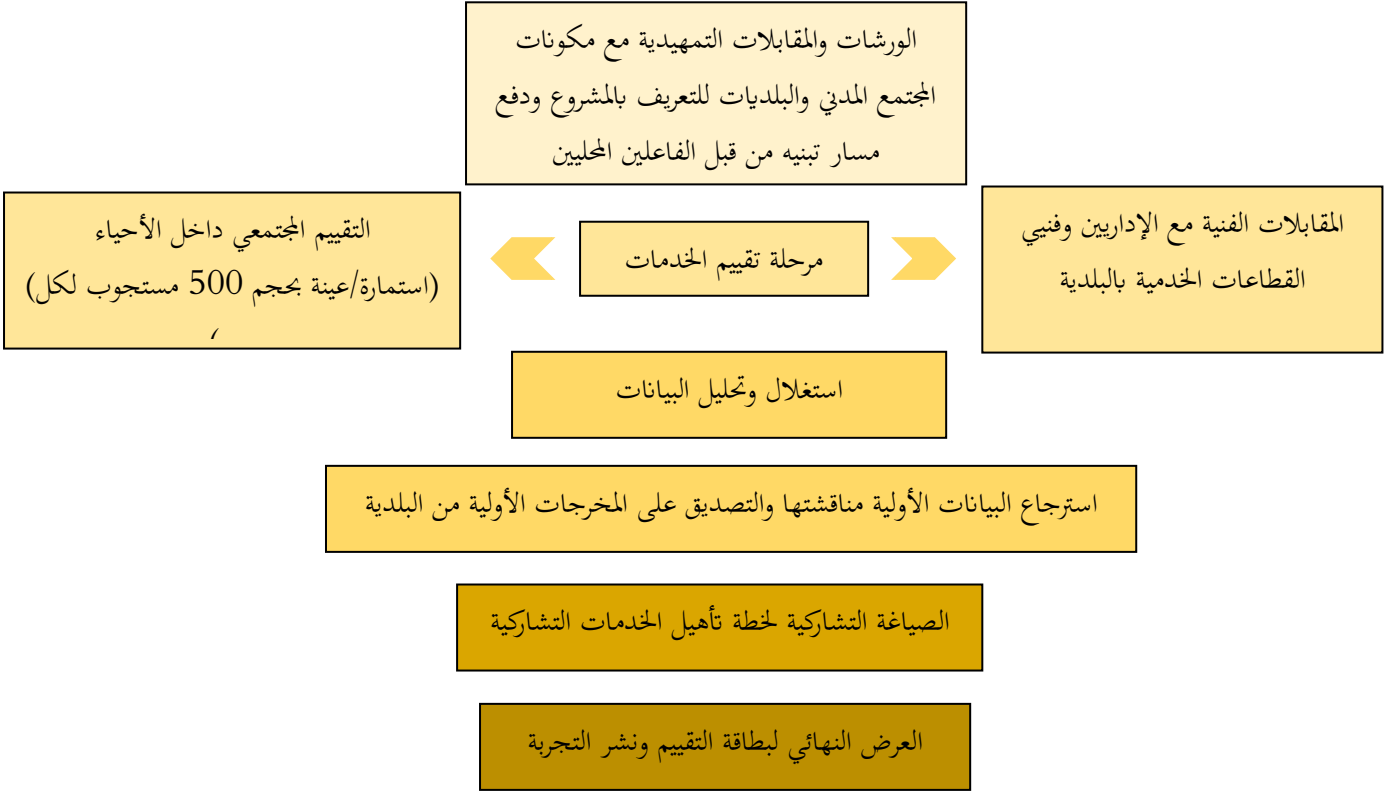 الورشات والمقابلات التمهيدية مع مكونات
المجتمع المدني والبلديات للتعريف بالمشروع ودفع
مسار تبنيه من قبل الفاعلين المحليين
المقابلات الفنية مع الإداريين وفنيي
القطاعات الخدمية بالبلدية
مرحلة تقييم الخدمات
التقييم المجتمعي داخل الأحياء
(استمارة/عينة بحجم 500 مستجوب لكل)
استغلال وتحليل البيانات
استرجاع البيانات الأولية مناقشتها والتصديق على المخرجات الأولية من البلدية
الصياغة التشاركية لخطة تأهيل الخدمات التشاركية
العرض النهائي لبطاقة التقييم ونشر التجربة